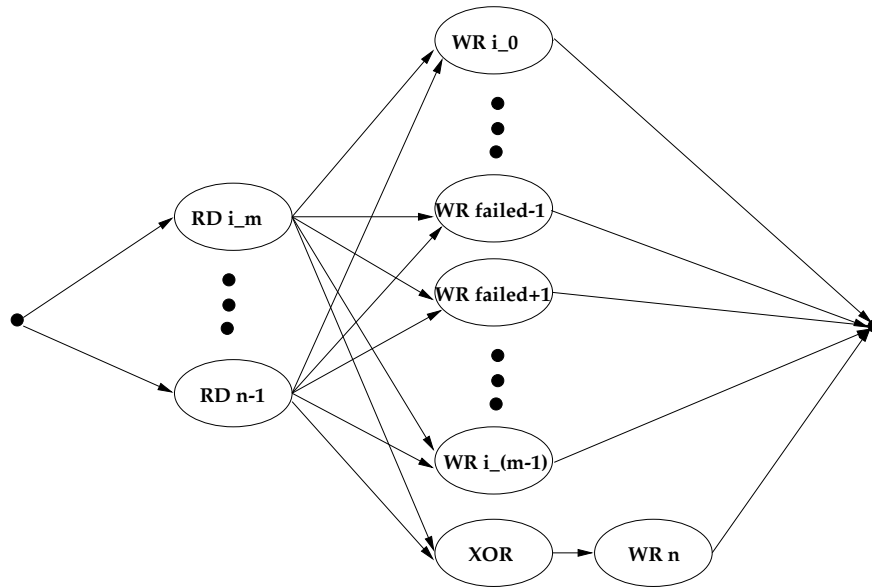 WR i_0
RD i_m
WR failed-1
WR failed+1
RD n-1
WR i_(m-1)
XOR
WR n